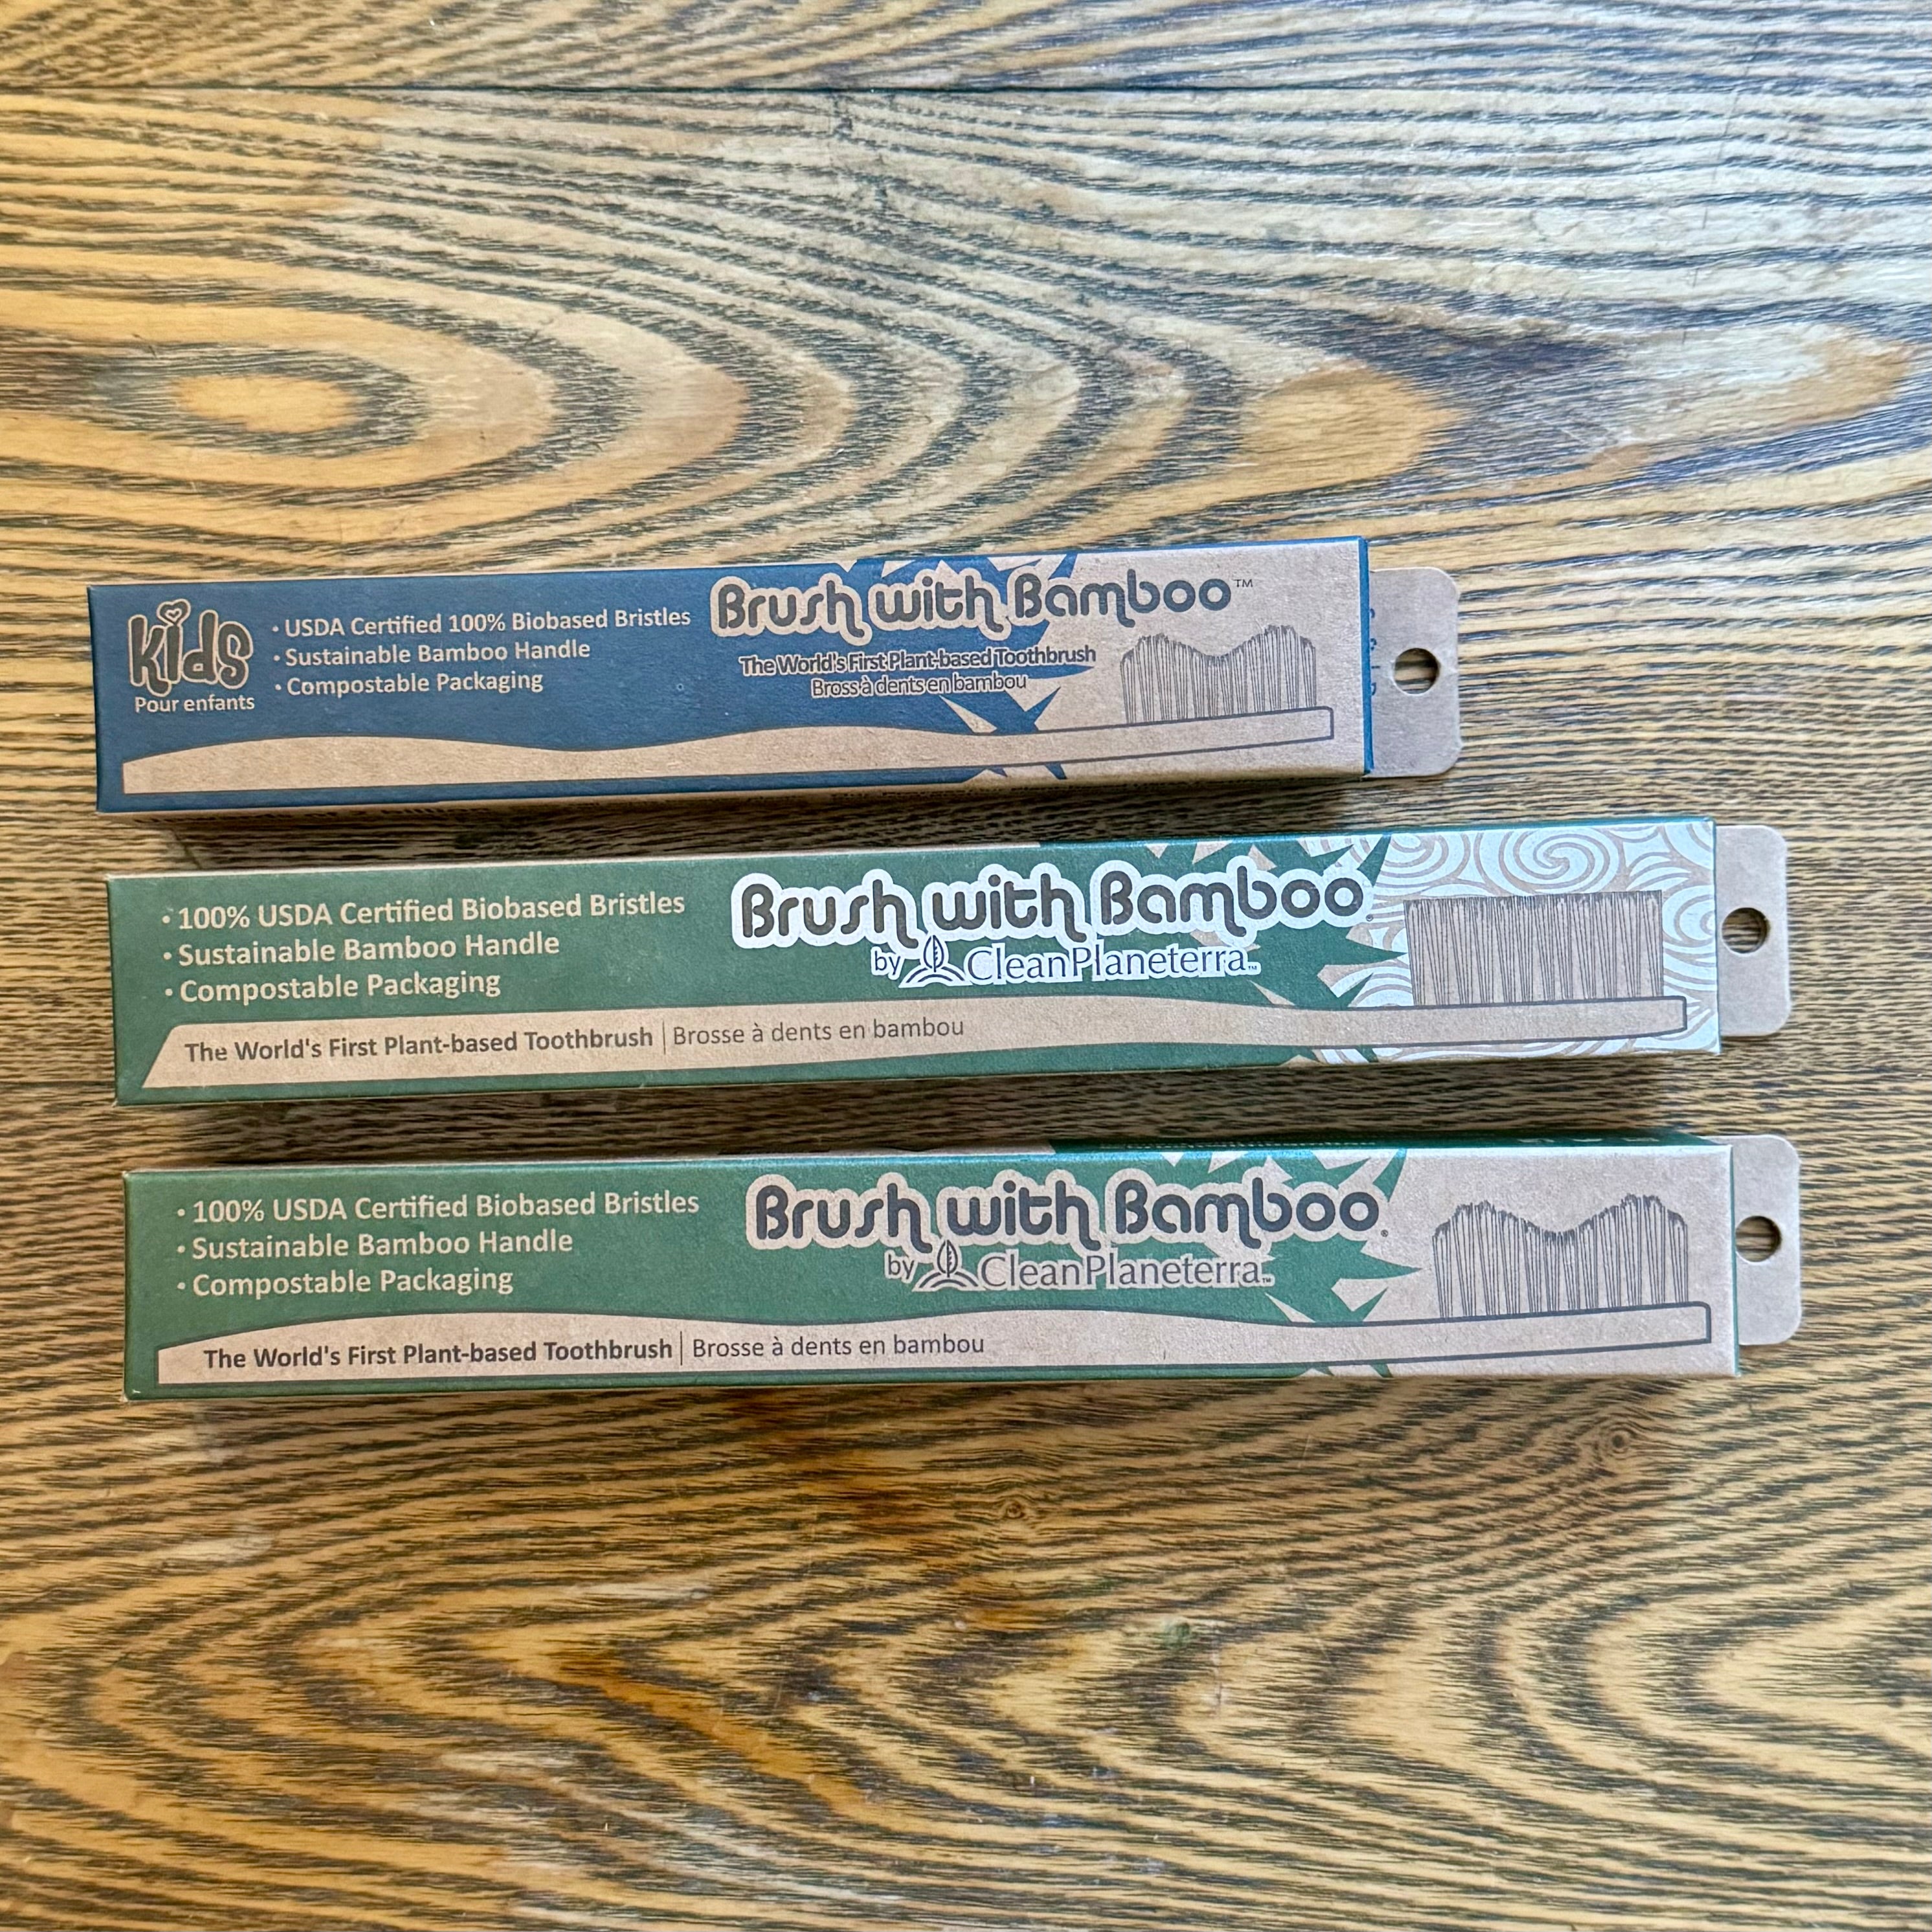 Kids
Pour enfants
• USDA Certified 100% Biobased Bristles
• Sustainable Bamboo Handle
• Compostable Packaging
Brush with Bamboo™
The World's First Plant-based Toothbrush
Bross à dents en bambou
• 100% USDA Certified Biobased Bristles
• Sustainable Bamboo Handle
• Compostable Packaging
Brush with Bamboo®
by CleanPlaneterra™
The World's First Plant-based Toothbrush | Brosse à dents en bambou
• 100% USDA Certified Biobased Bristles
• Sustainable Bamboo Handle
• Compostable Packaging
Brush with Bamboo®
by CleanPlaneterra™
The World's First Plant-based Toothbrush | Brosse à dents en bambou